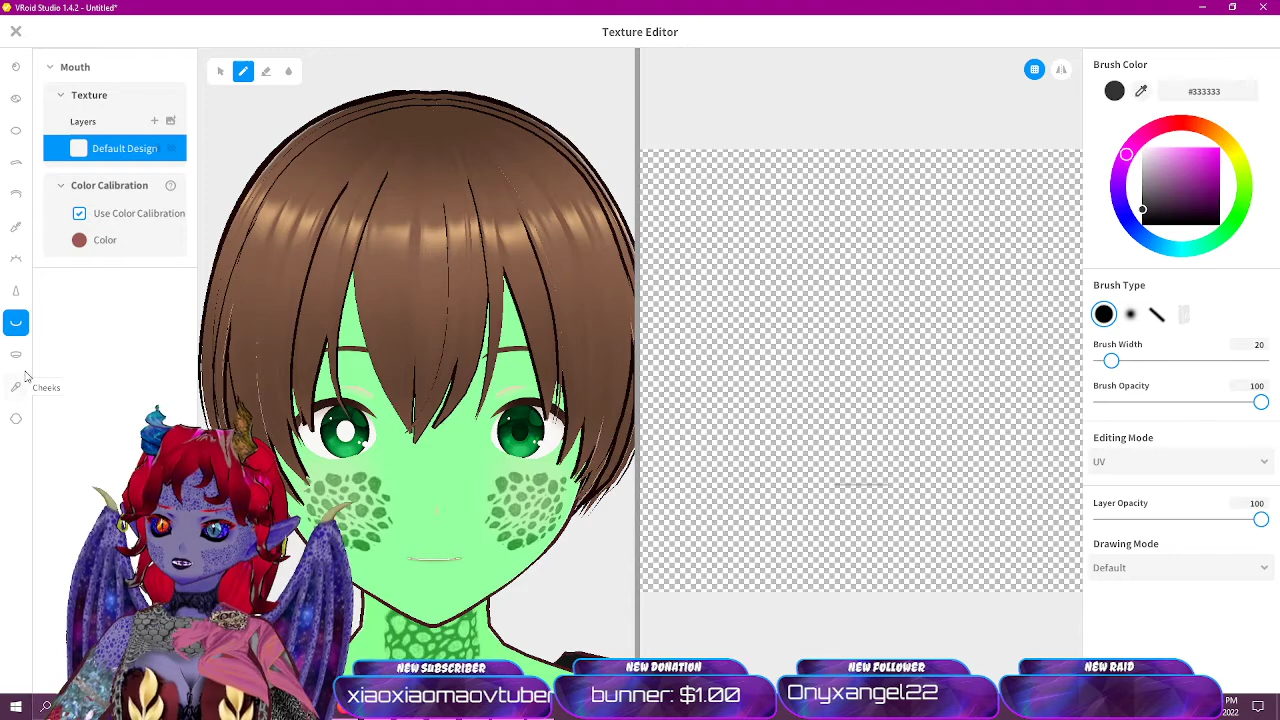 VRoid Studio 1.4.2 - Untitled*
Texture Editor
Mouth
Texture
Layers
Default Design
Color Calibration
Use Color Calibration
Color
Cheeks
Brush Color
#333333
Brush Type
Brush Width
20
Brush Opacity
100
Editing Mode
UV
Layer Opacity
100
Drawing Mode
Default
NEW SUBSCRIBER
xiaoxiaomaovtuber
NEW DONATION
bunner: $1.00
NEW FOLLOWER
Onyxangel22
NEW RAID
PM
2022